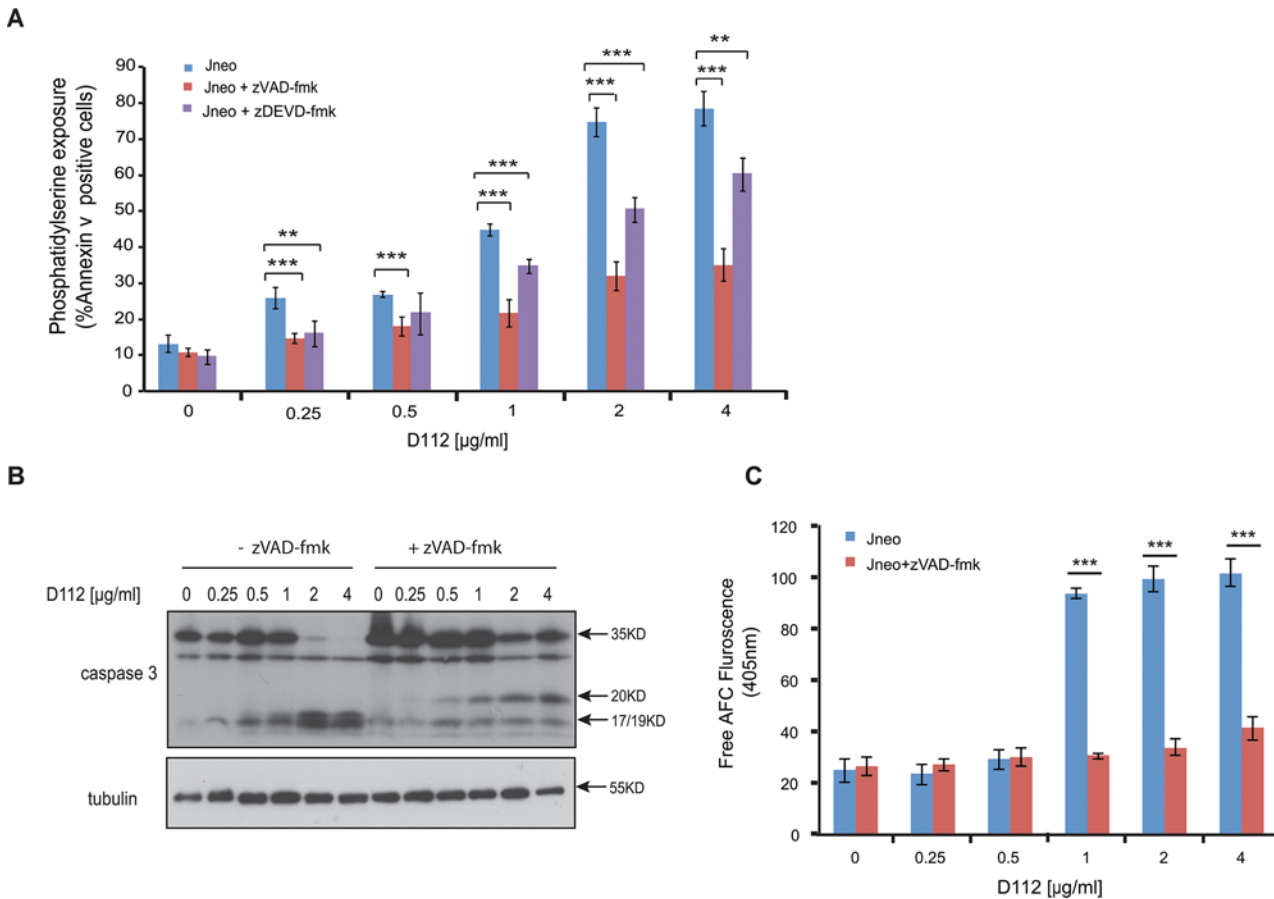 A
Phosphatidylserine exposure
(%Annexin v positive cells)
90
80
70
60
50
40
30
20
10
0
Jneo
Jneo + zVAD-fmk
Jneo + zDEVD-fmk
**
***
***
***
***
***
***
**
***
0 0.25 0.5 1 2 4
D112 [µg/ml]
B
- zVAD-fmk + zVAD-fmk
D112 [µg/ml] 0 0.25 0.5 1 2 4 0 0.25 0.5 1 2 4
caspase 3
35KD
20KD
17/19KD
tubulin
55KD
C
Free AFC Fluroscence
(405nm)
120
100
80
60
40
20
0
Jneo
Jneo+zVAD-fmk
***
***
***
0 0.25 0.5 1 2 4
D112 [µg/ml]